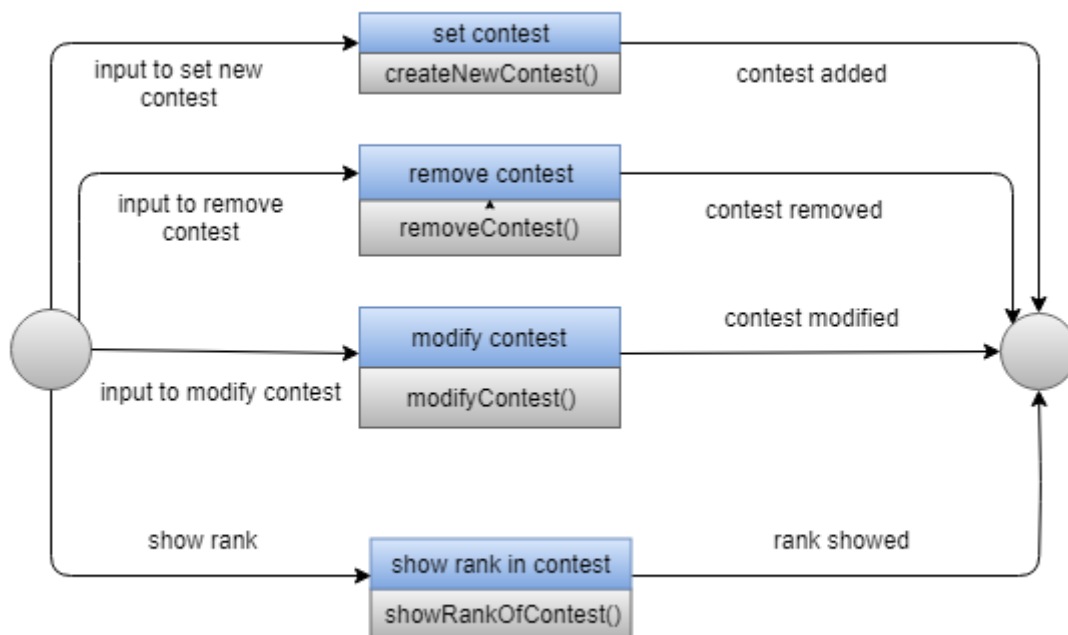 set contest
createNewContest()
input to set new
contest
contest added
remove contest
removeContest()
input to remove
contest
contest removed
modify contest
modifyContest()
input to modify contest
contest modified
show rank
show rank in contest
showRankOfContest()
rank showed